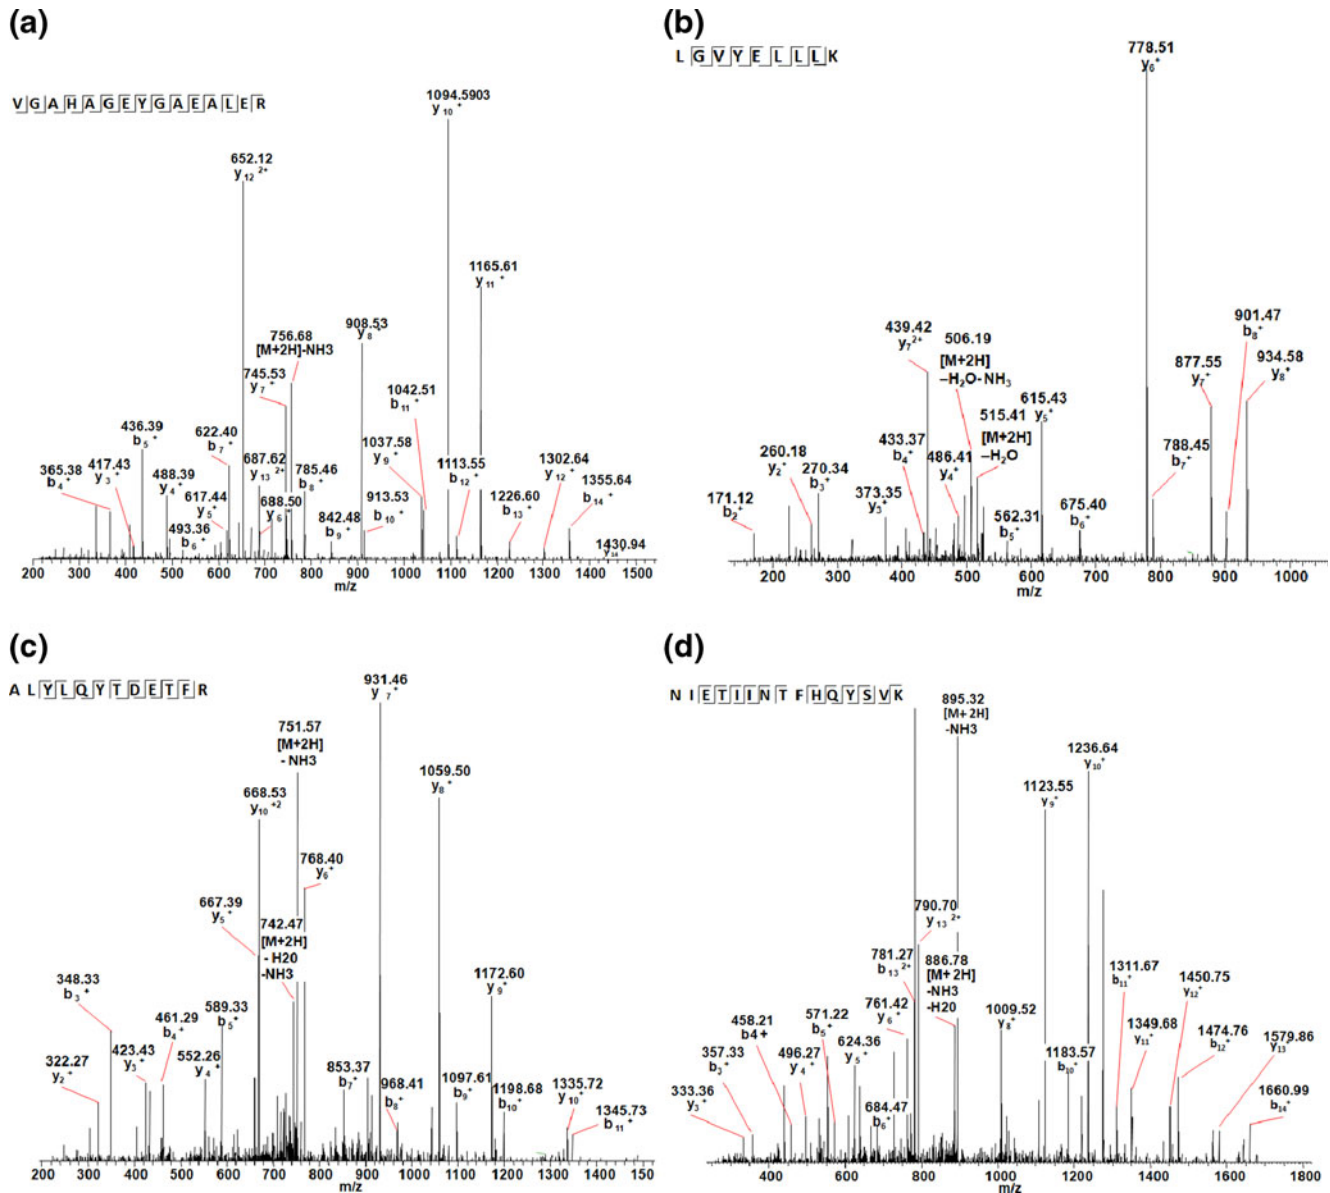 (a)
VGAHAGEYGAEALER
1094.5903
y10+
652.12
y12 2+
1165.61
y11+
908.53
y8+
756.68
[M+2H]-NH3
745.53
y7+
1042.51
b11+
436.39
b5+
622.40
b7+
1037.58
y9+
365.38
b4+
417.43
y3+
488.39
y4+
687.62
y13 2+
785.46
b8+
1113.55
b12+
1302.64
y12+
1355.64
b14+
617.44
y5+
688.50
y6+
913.53
b10+
1226.60
b13+
493.36
b6+
842.48
b9+
1430.94
y14
200 300 400 500 600 700 800 900 1000 1100 1200 1300 1400 1500
m/z
(b)
LGVYELLLK
778.51
y6+
439.42
y7 2+
506.19
[M+2H]
–H2O- NH3
901.47
b8+
934.58
y8+
877.55
y7+
615.43
y5+
515.41
[M+2H]
–H2O
260.18
y2+
270.34
b3+
433.37
b4+
486.41
y4+
788.45
b7+
373.35
y3+
171.12
b2+
562.31
b5+
675.40
b6+
200 300 400 500 600 700 800 900 1000
m/z
(c)
ALYLQYTDETFR
931.46
y7+
751.57
[M+2H]
- NH3
1059.50
y8+
668.53
y10+2
768.40
y6+
667.39
y5+
742.47
[M+2H]
- H20
-NH3
348.33
b3+
461.29
b4+
589.33
b5+
1172.60
y9+
322.27
y2+
423.43
y3+
552.26
y4+
853.37
b7+
968.41
b8+
1097.61
b9+
1198.68
b10+
1335.72
y10+
1345.73
b11+
200 300 400 500 600 700 800 900 1000 1100 1200 1300 1400 150
m/z
(d)
NIETIINTFHQYSVK
895.32
[M+2H]
-NH3
1236.64
y10+
1123.55
y9+
790.70
y13 2+
781.27
b13 2+
886.78
[M+2H]
-NH3
-H20
761.42
y6+
571.22
b5+
458.21
b4+
624.36
y5+
1009.52
y8+
1311.67
b11+
1450.75
y12+
1349.68
y11+
1474.76
b12+
1579.86
y13
357.33
b3+
496.27
y4+
1183.57
b10+
333.36
y3+
684.47
b6+
1660.99
b14+
400 600 800 1000 1200 1400 1600 1800
m/z